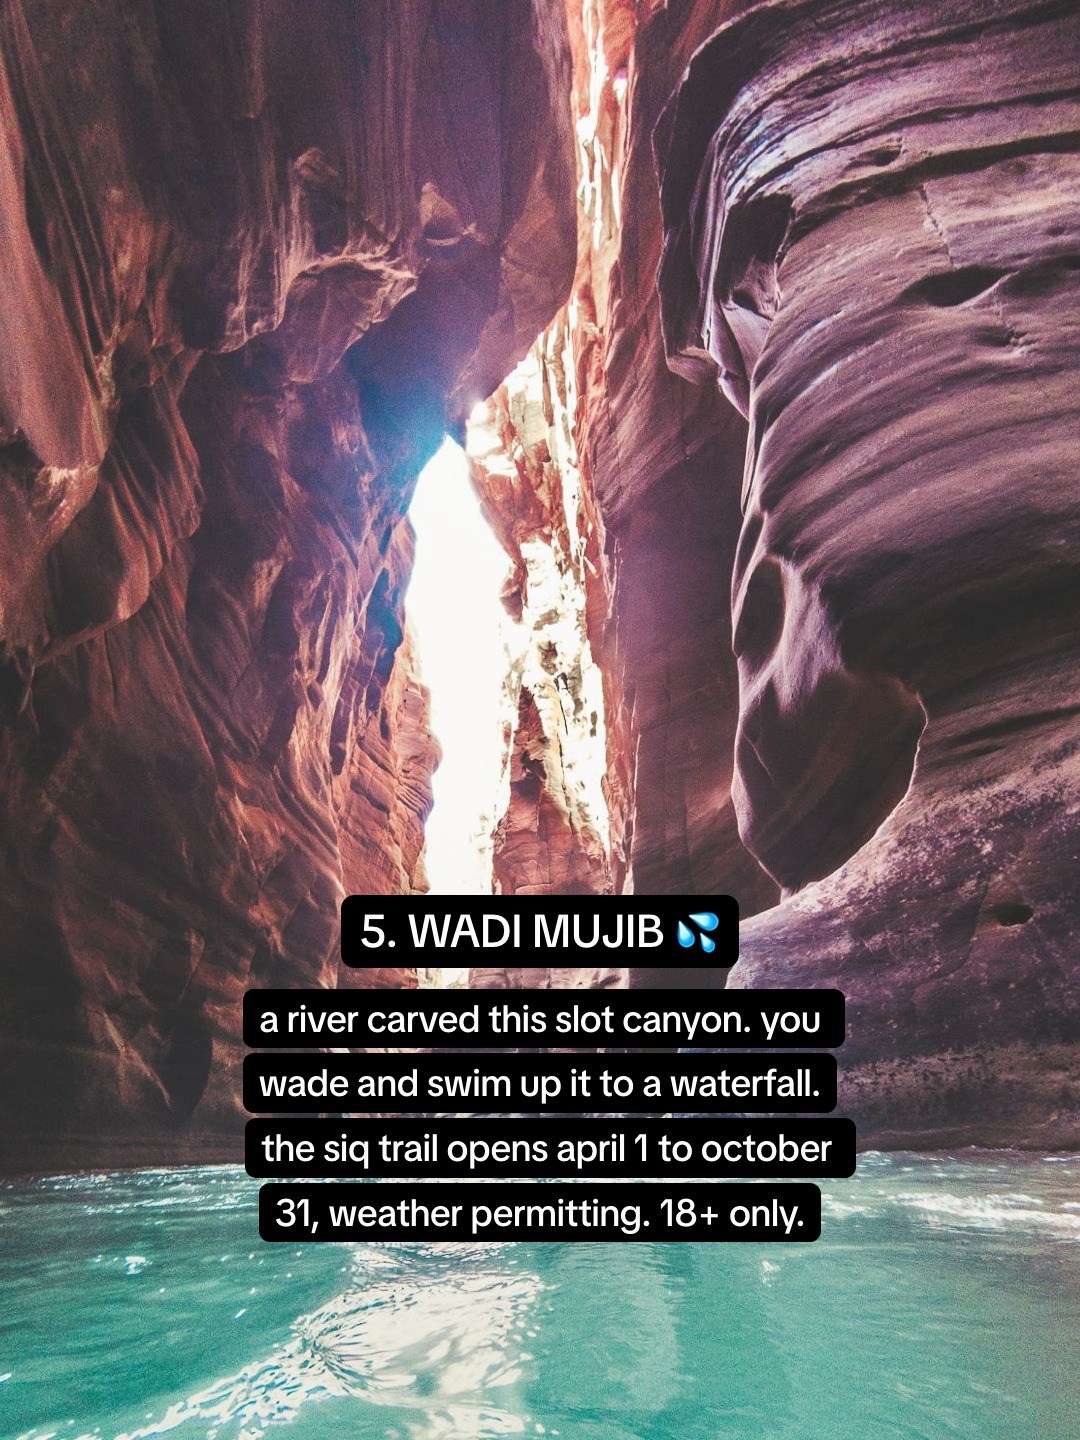 5. WADI MUJIB 💦
a river carved this slot canyon. you
wade and swim up it to a waterfall.
the siq trail opens april 1 to october
31, weather permitting. 18+ only.